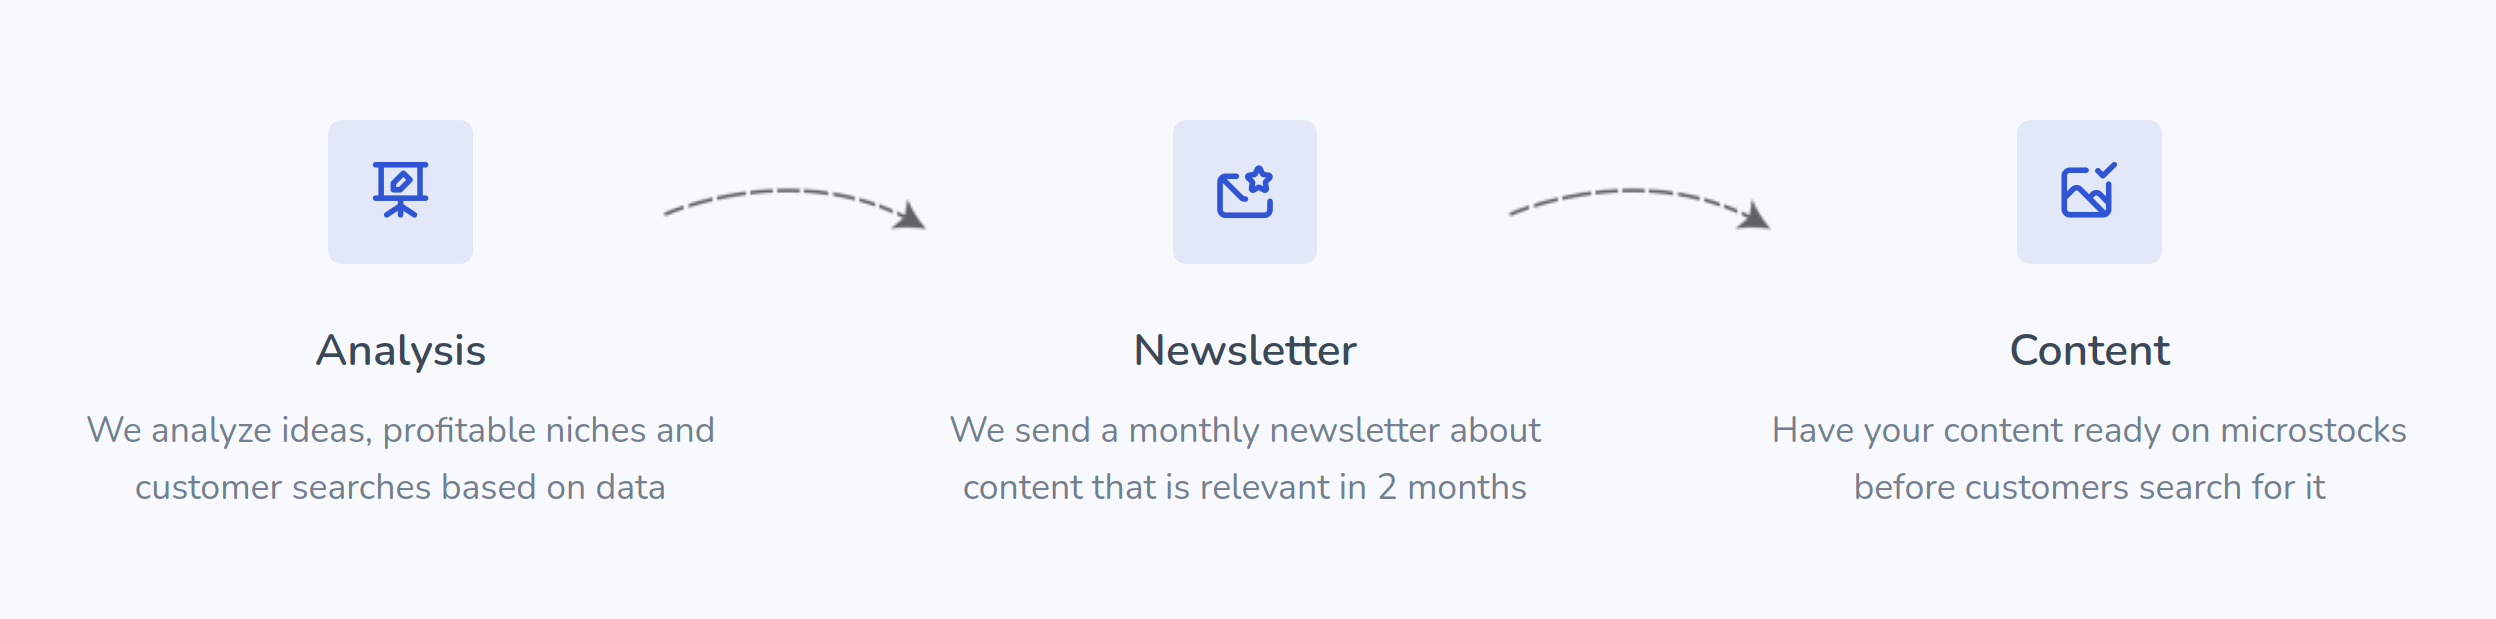 Analysis
We analyze ideas, profitable niches and
customer searches based on data
Newsletter
We send a monthly newsletter about
content that is relevant in 2 months
Content
Have your content ready on microstocks
before customers search for it